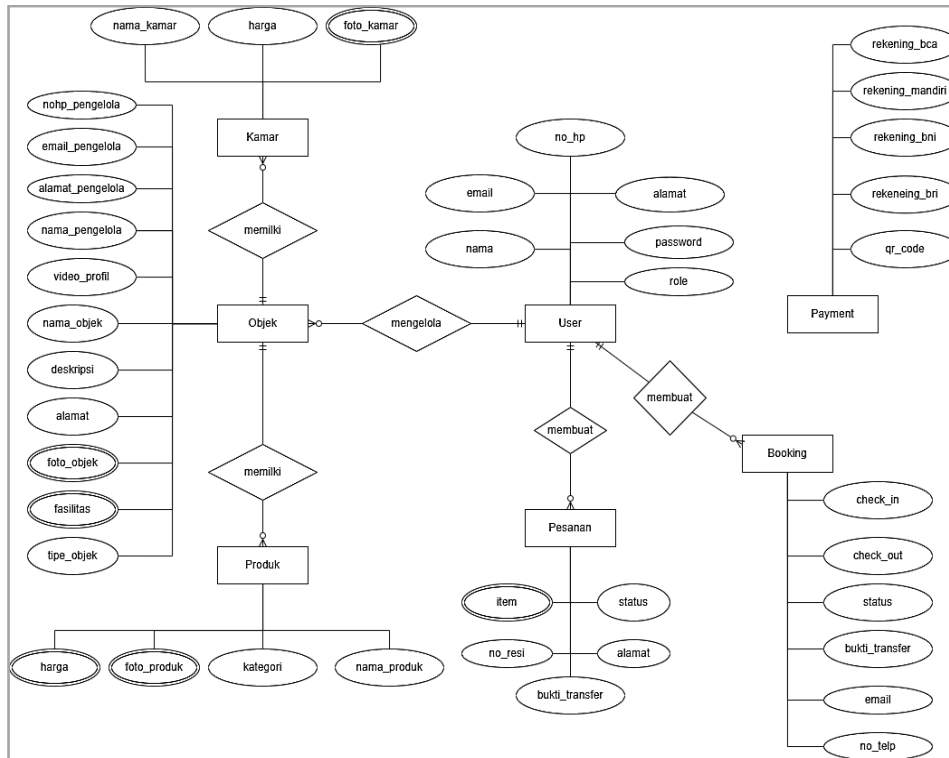 nama_kamar
harga
foto_kamar
rekening_bca
rekening_mandiri
rekening_bni
rekeneing_bri
qr_code
Payment
nohp_pengelola
email_pengelola
alamat_pengelola
nama_pengelola
video_profil
nama_objek
deskripsi
alamat
foto_objek
fasilitas
tipe_objek
Kamar
memilki
Objek
mengelola
User
no_hp
email
alamat
nama
password
role
memilki
Produk
harga
foto_produk
kategori
nama_produk
membuat
Pesanan
item
status
no_resi
alamat
bukti_transfer
membuat
Booking
check_in
check_out
status
bukti_transfer
email
no_telp